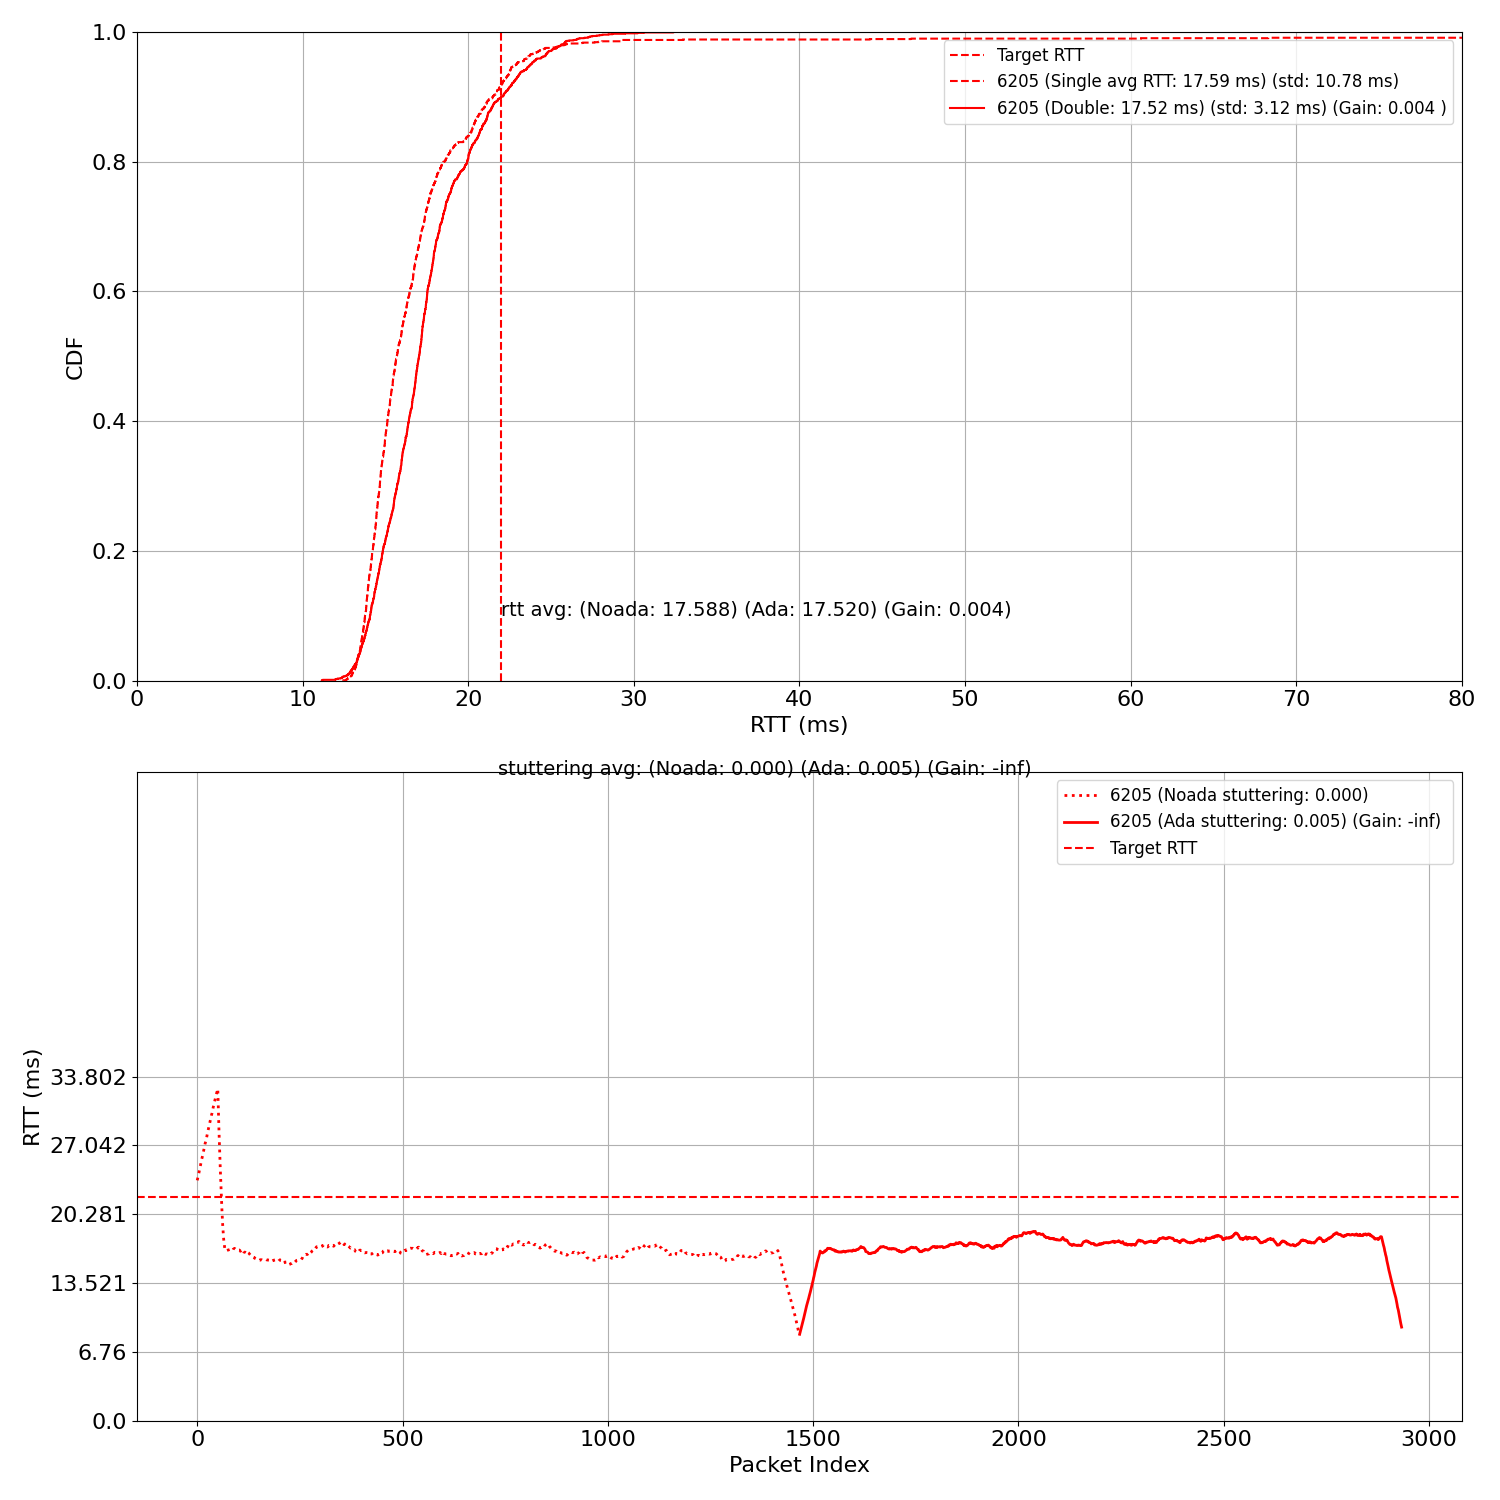 1.0
0.8
0.6
0.4
0.2
0.0
CDF
Target RTT
6205 (Single avg RTT: 17.59 ms) (std: 10.78 ms)
6205 (Double: 17.52 ms) (std: 3.12 ms) (Gain: 0.004 )
rtt avg: (Noada: 17.588) (Ada: 17.520) (Gain: 0.004)
0 10 20 30 40 50 60 70 80
RTT (ms)
stuttering avg: (Noada: 0.000) (Ada: 0.005) (Gain: -inf)
6205 (Noada stuttering: 0.000)
6205 (Ada stuttering: 0.005) (Gain: -inf)
Target RTT
RTT (ms)
33.802
27.042
20.281
13.521
6.76
0.0
0 500 1000 1500 2000 2500 3000
Packet Index